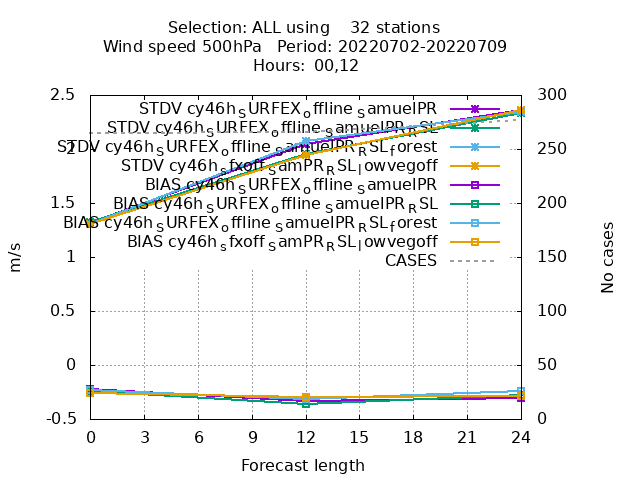 Selection: ALL using 32 stations
Wind speed 500hPa Period: 20220702-20220709
Hours: 00,12
2.5
2
1.5
1
0.5
0
-0.5
m/s
STDV cy46h_SURFEX_offline_SamuelPR
STDV cy46h_SURFEX_offline_SamuelPR_RSL
STDV cy46h_SURFEX_offline_SamuelPR_RSL_forest
STDV cy46h_sfxoff_SamPR_RSL_lowvegoff
BIAS cy46h_SURFEX_offline_SamuelPR
BIAS cy46h_SURFEX_offline_SamuelPR_RSL
BIAS cy46h_SURFEX_offline_SamuelPR_RSL_forest
BIAS cy46h_sfxoff_SamPR_RSL_lowvegoff
CASES
300
250
200
150
100
50
0
No cases
0 3 6 9 12 15 18 21 24
Forecast length